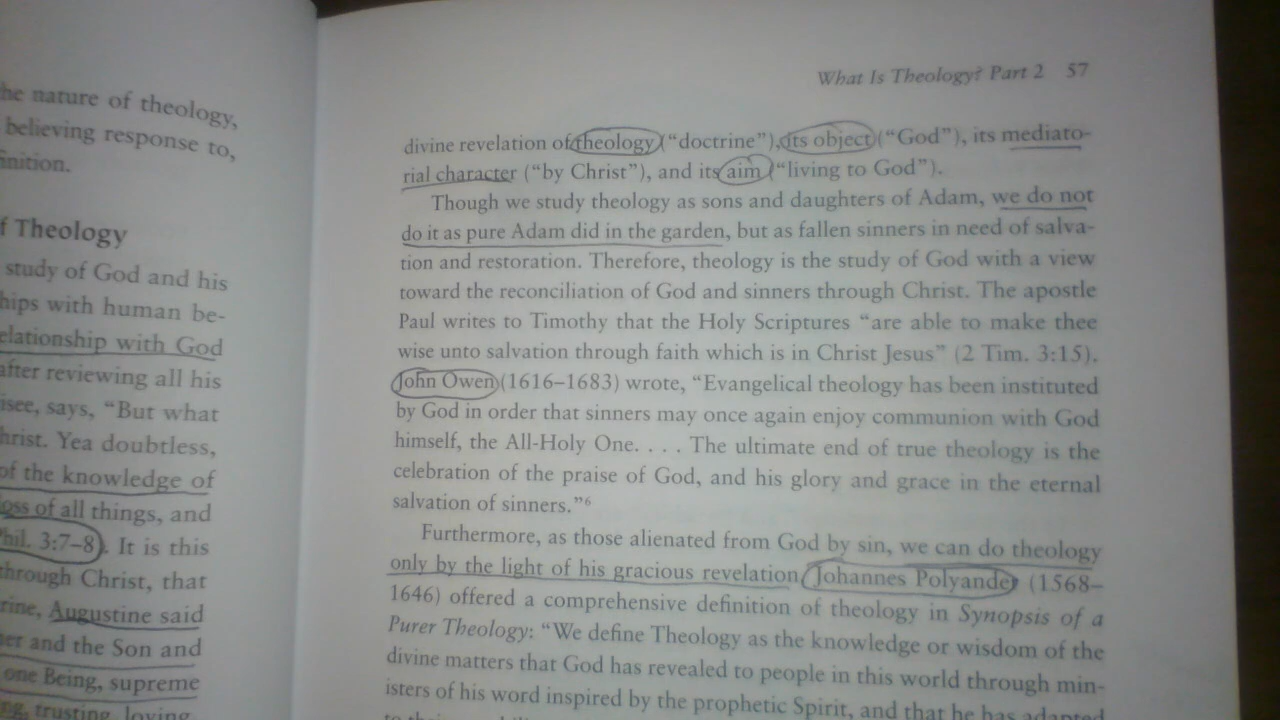 he nature of theology,
believing response to,
inition.
f Theology
study of God and his
hips with human be-
elationship with God
after reviewing all his
isee, says, “But what
hrist. Yea doubtless,
of the knowledge of
oss of all things, and
hil. 3:7–8). It is this
through Christ, that
rine, Augustine said
er and the Son and
one Being, supreme
ng, trusting, loving
What Is Theology? Part 2 57
divine revelation of theology (“doctrine”), its object (“God”), its mediato-
rial character (“by Christ”), and its aim (“living to God”).
Though we study theology as sons and daughters of Adam, we do not
do it as pure Adam did in the garden, but as fallen sinners in need of salva-
tion and restoration. Therefore, theology is the study of God with a view
toward the reconciliation of God and sinners through Christ. The apostle
Paul writes to Timothy that the Holy Scriptures “are able to make thee
wise unto salvation through faith which is in Christ Jesus” (2 Tim. 3:15).
John Owen (1616–1683) wrote, “Evangelical theology has been instituted
by God in order that sinners may once again enjoy communion with God
himself, the All-Holy One. . . . The ultimate end of true theology is the
celebration of the praise of God, and his glory and grace in the eternal
salvation of sinners.”6
Furthermore, as those alienated from God by sin, we can do theology
only by the light of his gracious revelation. Johannes Polyander (1568–
1646) offered a comprehensive definition of theology in Synopsis of a
Purer Theology: “We define Theology as the knowledge or wisdom of the
divine matters that God has revealed to people in this world through min-
isters of his word inspired by the prophetic Spirit, and that he has adapted